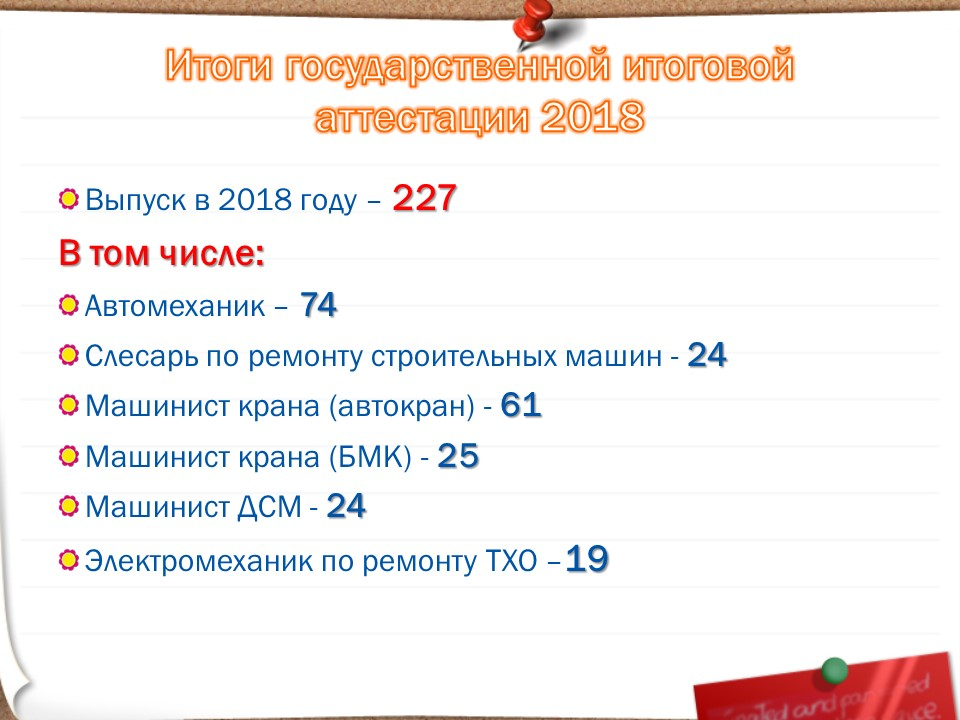 Итоги государственной итоговой
аттестации 2018
Выпуск в 2018 году – 227
В том числе:
Автомеханик – 74
Слесарь по ремонту строительных машин - 24
Машинист крана (автокран) - 61
Машинист крана (БМК) - 25
Машинист ДСМ - 24
Электромеханик по ремонту ТХО –19